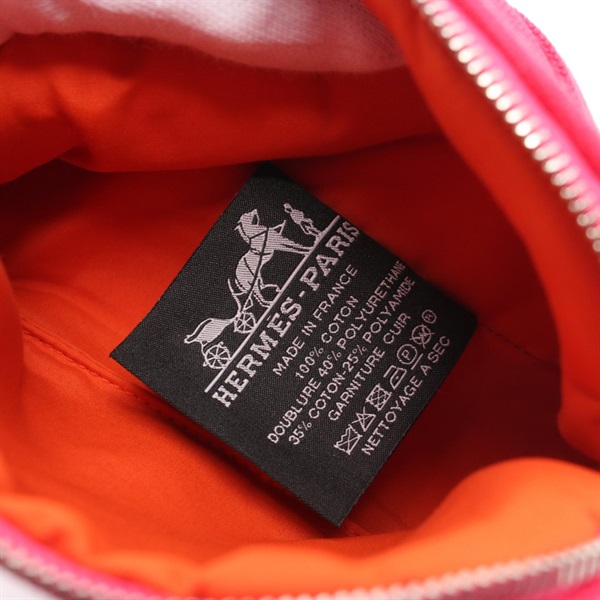 HERMES-PARIS
MADE IN FRANCE
100% COTON
DOUBLURE 40% POLYURETHANE
35% COTON-25% POLYAMIDE
GARNITURE CUIR
NETTOYAGE A SEC